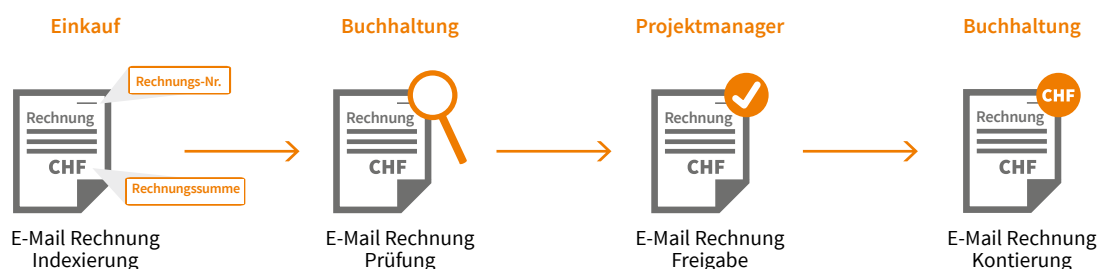 Einkauf
Buchhaltung
Projektmanager
Buchhaltung
Rechnungs-Nr.
Rechnung
CHF
Rechnungssumme
Rechnung
CHF
Rechnung
CHF
CHF
Rechnung
CHF
E-Mail Rechnung
Indexierung
E-Mail Rechnung
Prüfung
E-Mail Rechnung
Freigabe
E-Mail Rechnung
Kontierung